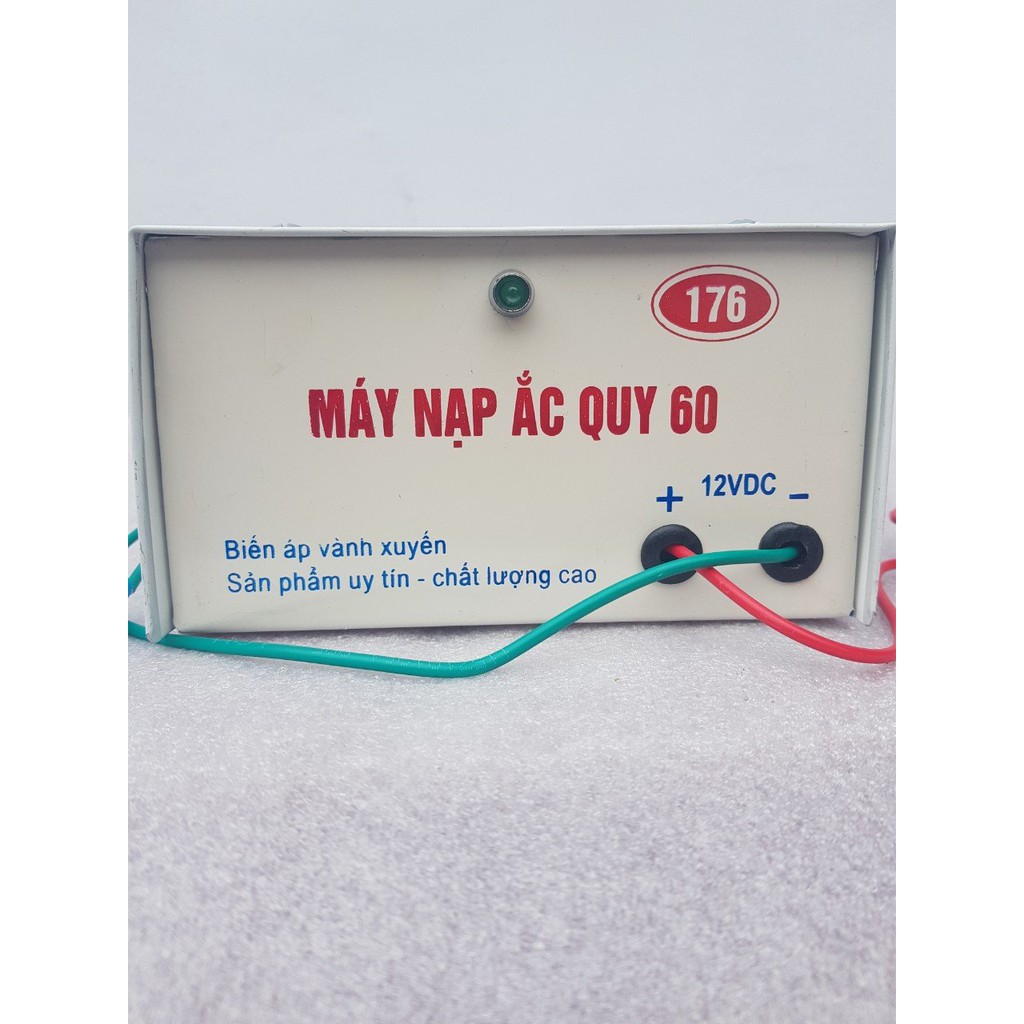 176
MÁY NẠP ẮC QUY 60
+ 12VDC -
Biến áp vành xuyến
Sản phẩm uy tín - chất lượng cao